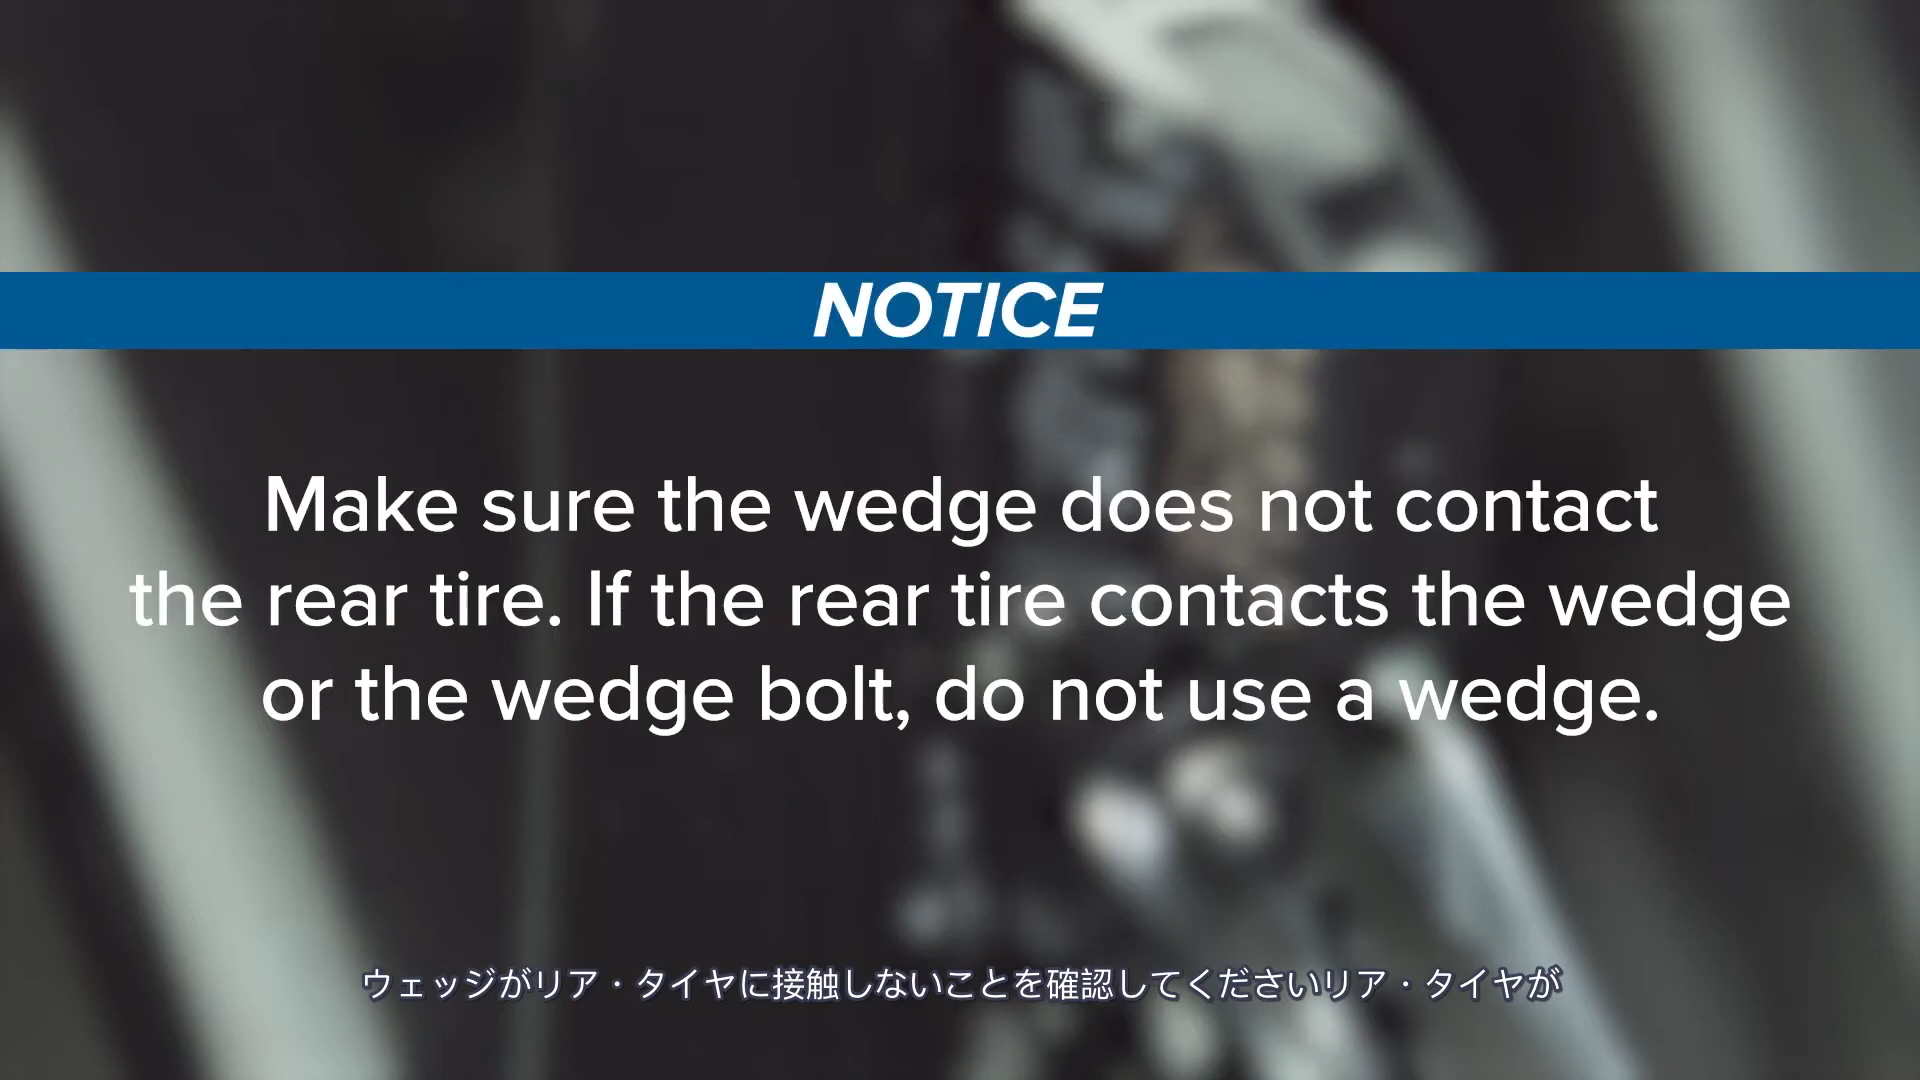 NOTICE
Make sure the wedge does not contact
the rear tire. If the rear tire contacts the wedge
or the wedge bolt, do not use a wedge.
ウェッジがリア・タイヤに接触しないことを確認してくださいリア・タイヤが